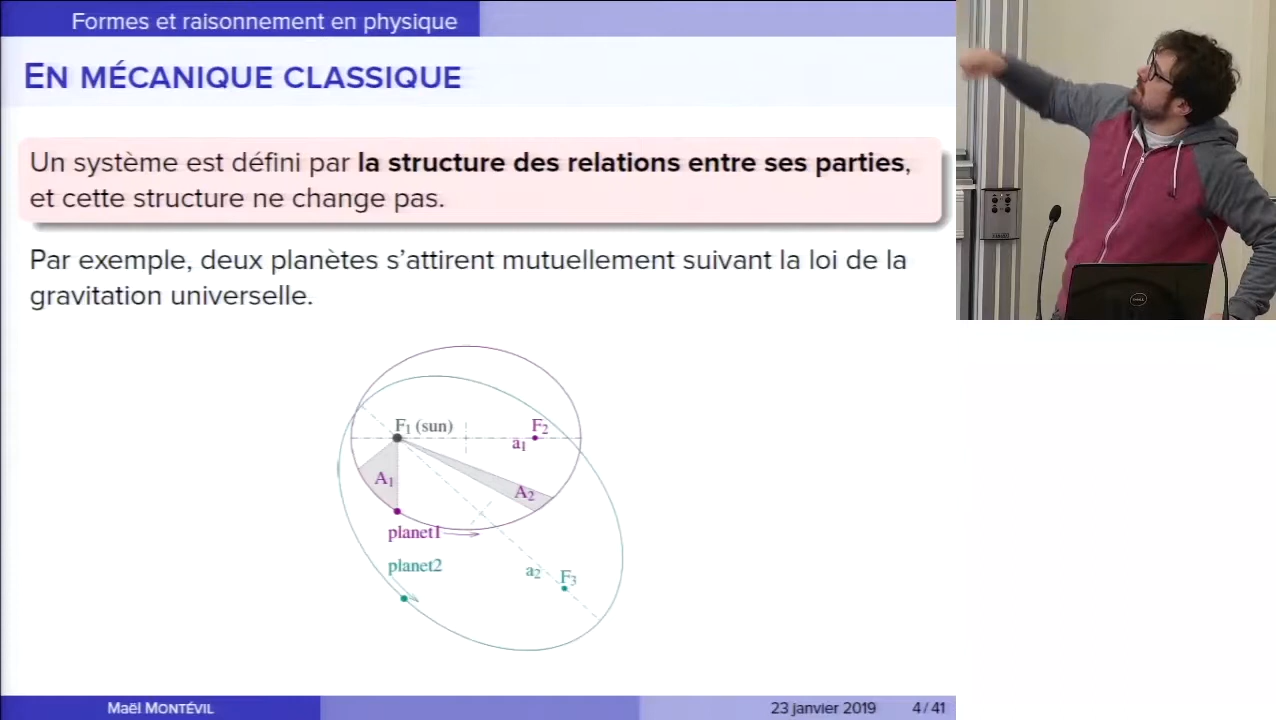 Formes et raisonnement en physique
EN MÉCANIQUE CLASSIQUE
Un système est défini par la structure des relations entre ses parties,
et cette structure ne change pas.
Par exemple, deux planètes s'attirent mutuellement suivant la loi de la
gravitation universelle.
F₁ (sun)
F₂
a₁
A₁
A₂
planet1
planet2
a₂
F₃
Maël MONTÉVIL
23 janvier 2019
4 / 41
DELL